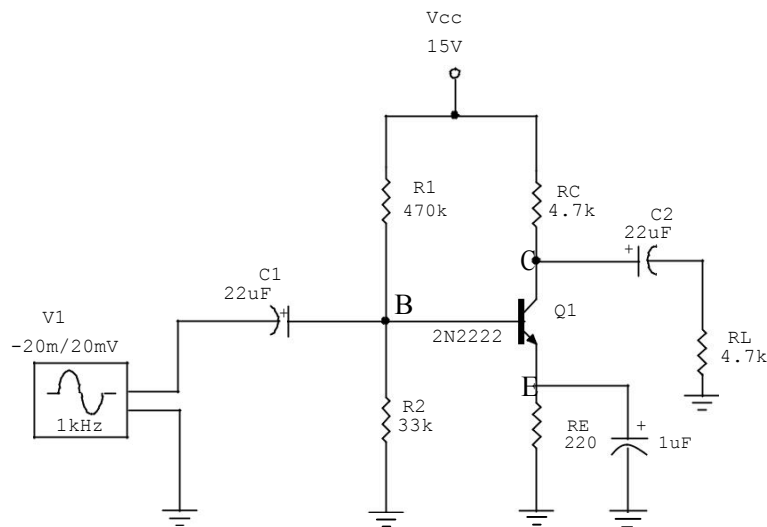 Vcc
15V
R1
470k
RC
4.7k
C2
22uF
+
C
C1
22uF
+
B
Q1
2N2222
V1
-20m/20mV
1kHz
RL
4.7k
E
R2
33k
RE
220
+
1uF